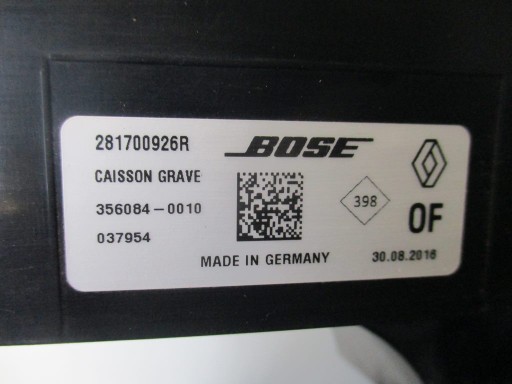 281700926R
BOSE
CAISSON GRAVE
356084-0010
398
OF
037954
MADE IN GERMANY
30.08.2016